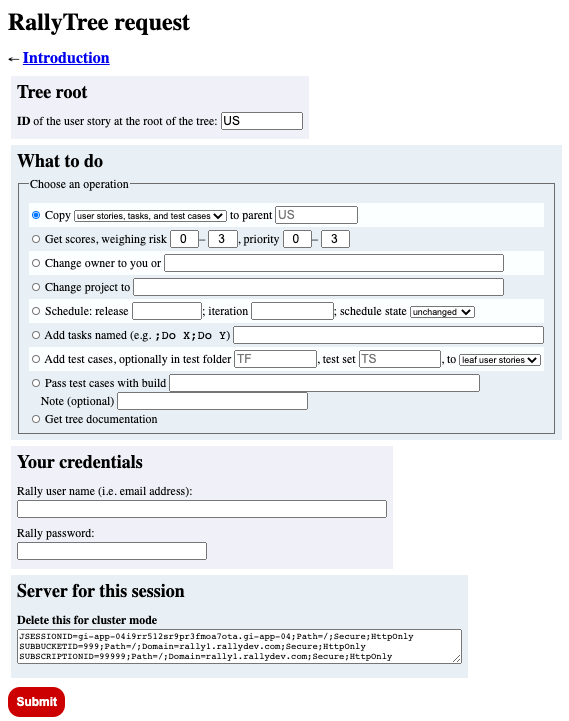 RallyTree request
← Introduction
Tree root
ID of the user story at the root of the tree: US
What to do
Choose an operation
Copy user stories, tasks, and test cases to parent US
Get scores, weighing risk 0 – 3 , priority 0 – 3
Change owner to you or
Change project to
Schedule: release ; iteration ; schedule state unchanged
Add tasks named (e.g. ;Do X;Do Y)
Add test cases, optionally in test folder TF , test set TS , to leaf user stories
Pass test cases with build
Note (optional)
Get tree documentation
Your credentials
Rally user name (i.e. email address):
Rally password:
Server for this session
Delete this for cluster mode
JSESSIONID=gi-app-04i9rr512sr9pr3fmoa7ota.gi-app-04;Path=/;Secure;HttpOnly
SUBBUCKETID=999;Path=/;Domain=rally1.rallydev.com;Secure;HttpOnly
SUBSCRIPTIONID=99999;Path=/;Domain=rally1.rallydev.com;Secure;HttpOnly
Submit